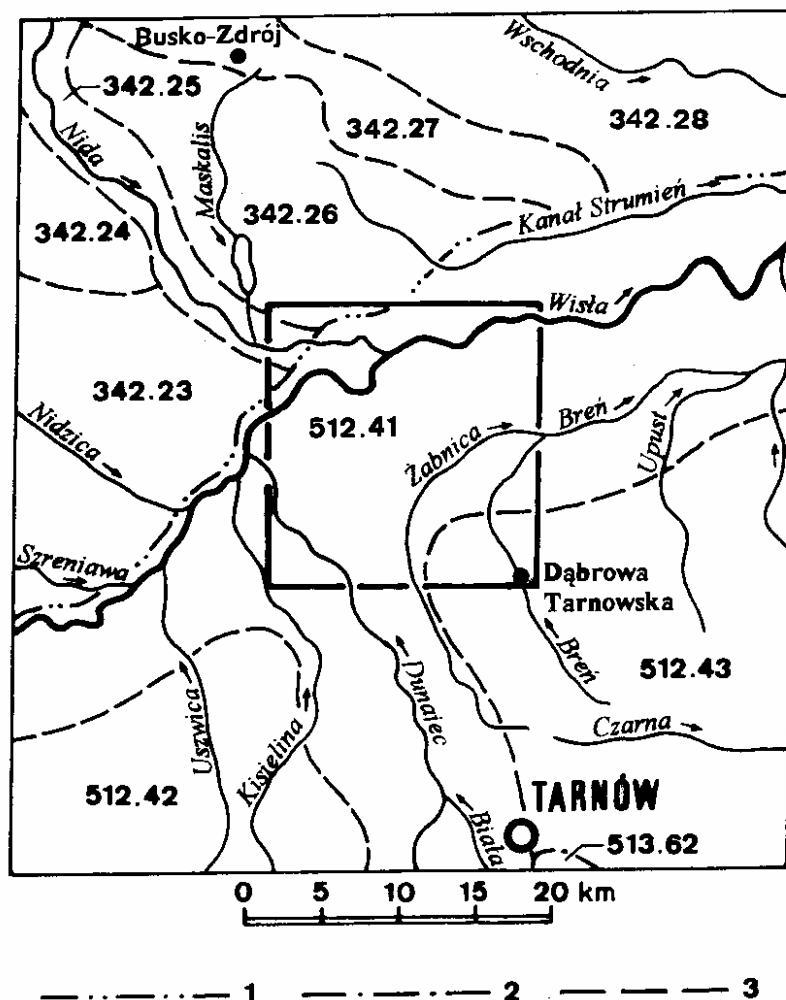 Busko-Zdrój
Wschodnia
342.25
342.27
342.28
Nida
Maskalis
342.26
Kanał Strumień
342.24
Wisła
342.23
Nidzica
512.41
Żabnica
Breń
Upust
Szreniawa
Dąbrowa
Tarnowska
Breń
512.43
Uszwica
Kisielina
Dunajec
Czarna
512.42
TARNÓW
Biała
513.62
0 5 10 15 20 km
1 2 3